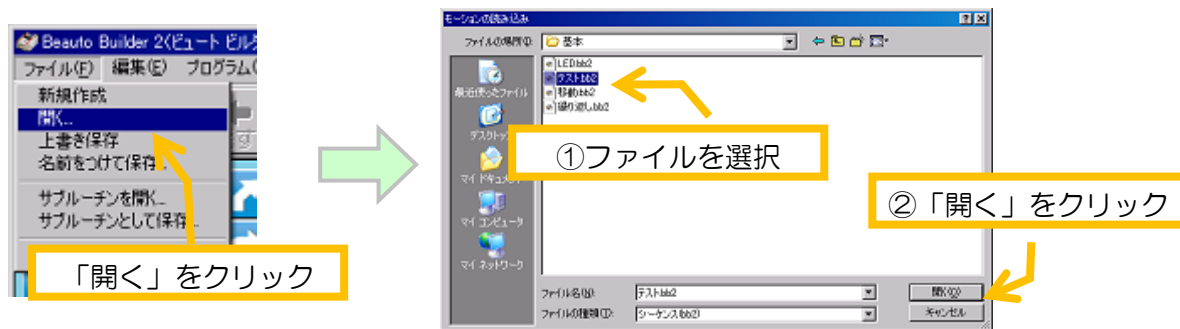 Beauto Builder 2(ビュート ビル
ファイル(F) 編集(E) プログラム(
新規作成
開く...
上書き保存
名前をつけて保存...
サブルーチンを開く...
サブルーチンとして保存...
「開く」をクリック
モーションの読み込み
ファイルの場所(I):
基本
LED.bb2
テスト.bb2
移動.bb2
繰り返し.bb2
最近使ったファイル
デスクトップ
マイ ドキュメント
マイ コンピュータ
マイ ネットワーク
①ファイルを選択
②「開く」をクリック
ファイル名(N):
テスト.bb2
開く(O)
ファイルの種類(T):
シーケンス(bb2)
キャンセル